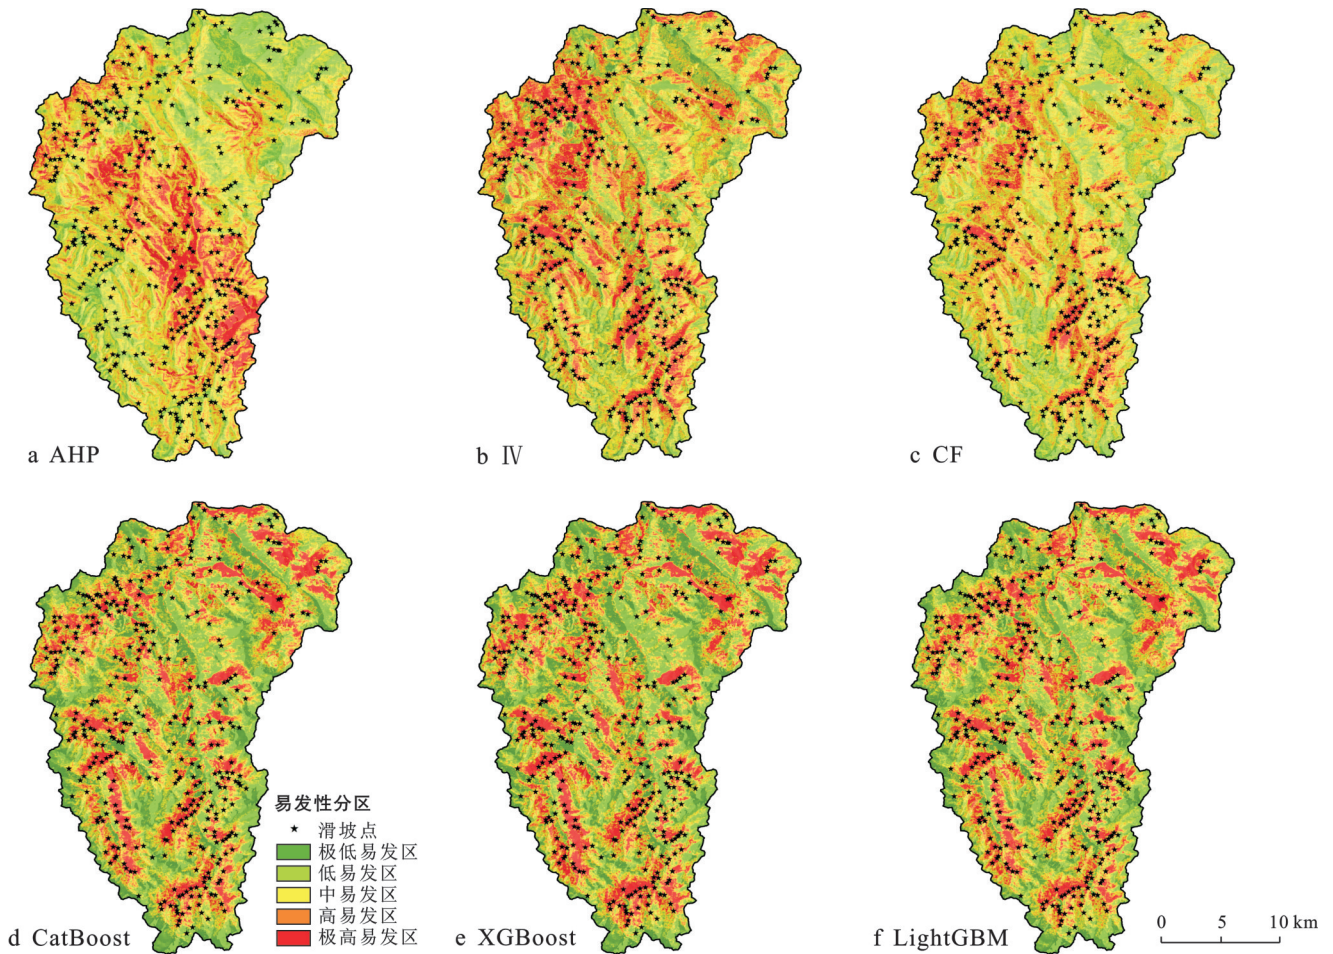 a AHP
b Ⅳ
c CF
易发性分区
滑坡点
极低易发区
低易发区
中易发区
高易发区
极高易发区
d CatBoost
e XGBoost
f LightGBM
0 5 10 km